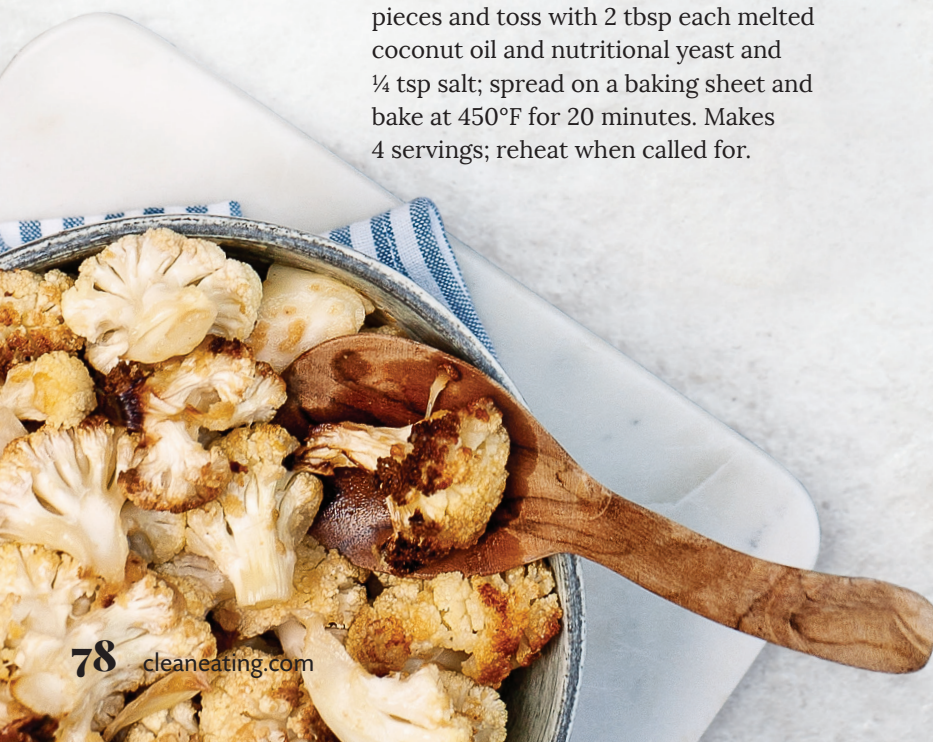 pieces and toss with 2 tbsp each melted
coconut oil and nutritional yeast and
¼ tsp salt; spread on a baking sheet and
bake at 450°F for 20 minutes. Makes
4 servings; reheat when called for.
78 cleaneating.com